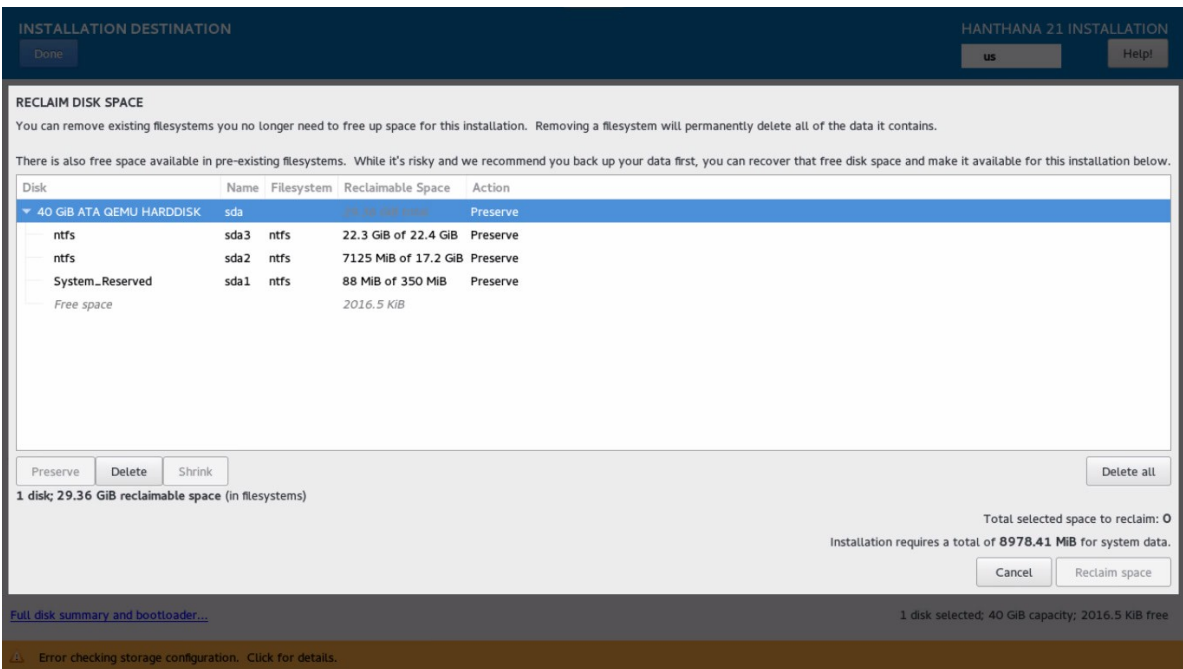 INSTALLATION DESTINATION
HANTHANA 21 INSTALLATION
Done
us
Help!
RECLAIM DISK SPACE
You can remove existing filesystems you no longer need to free up space for this installation. Removing a filesystem will permanently delete all of the data it contains.
There is also free space available in pre-existing filesystems. While it's risky and we recommend you back up your data first, you can recover that free disk space and make it available for this installation below.
Disk Name Filesystem Reclaimable Space Action
40 GiB ATA QEMU HARDDISK sda Preserve
ntfs sda3 ntfs 22.3 GiB of 22.4 GiB Preserve
ntfs sda2 ntfs 7125 MiB of 17.2 GiB Preserve
System_Reserved sda1 ntfs 88 MiB of 350 MiB Preserve
Free space 2016.5 KiB
Preserve Delete Shrink Delete all
1 disk; 29.36 GiB reclaimable space (in filesystems)
Total selected space to reclaim: 0
Installation requires a total of 8978.41 MiB for system data.
Cancel Reclaim space
Full disk summary and bootloader... 1 disk selected; 40 GiB capacity; 2016.5 KiB free
Error checking storage configuration. Click for details.